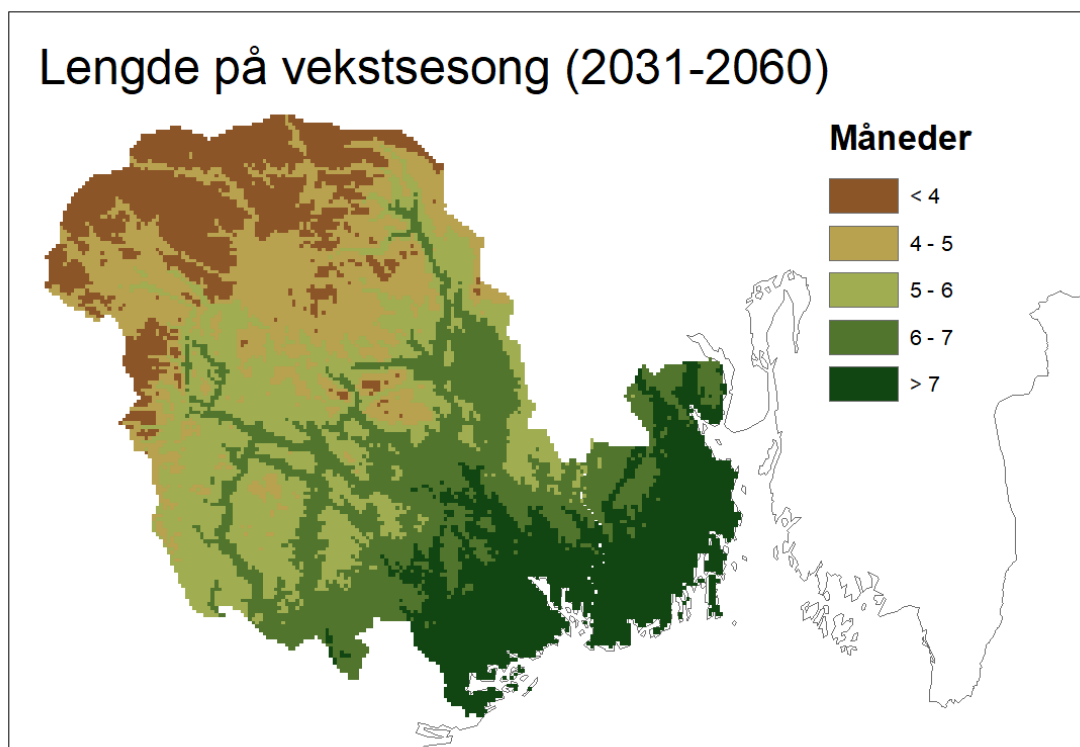 Lengde på vekstsesong (2031-2060)
Måneder
< 4
4 - 5
5 - 6
6 - 7
> 7